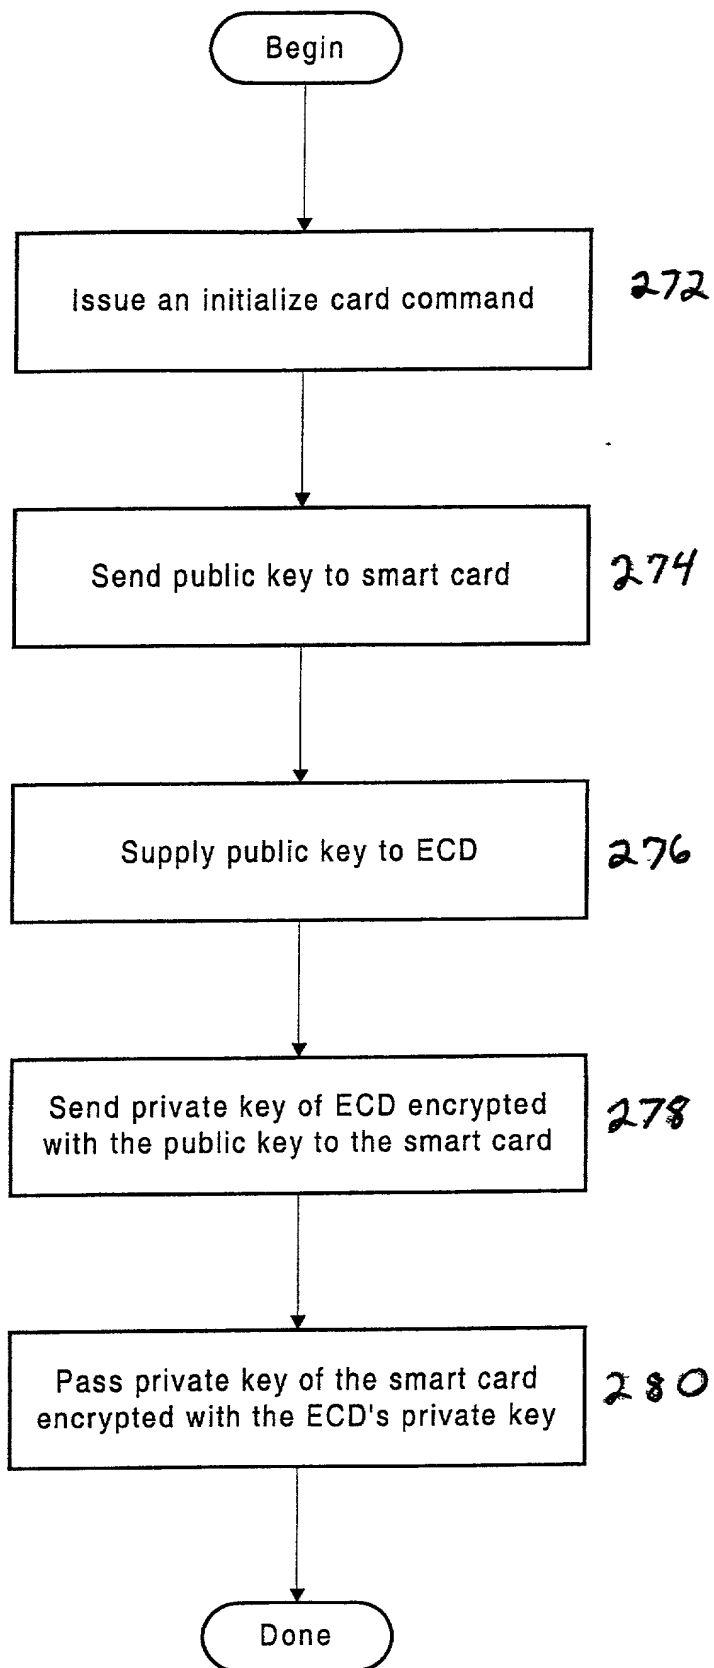 Begin
Issue an initialize card command
272
Send public key to smart card
274
Supply public key to ECD
276
Send private key of ECD encrypted
with the public key to the smart card
278
Pass private key of the smart card
encrypted with the ECD's private key
280
Done